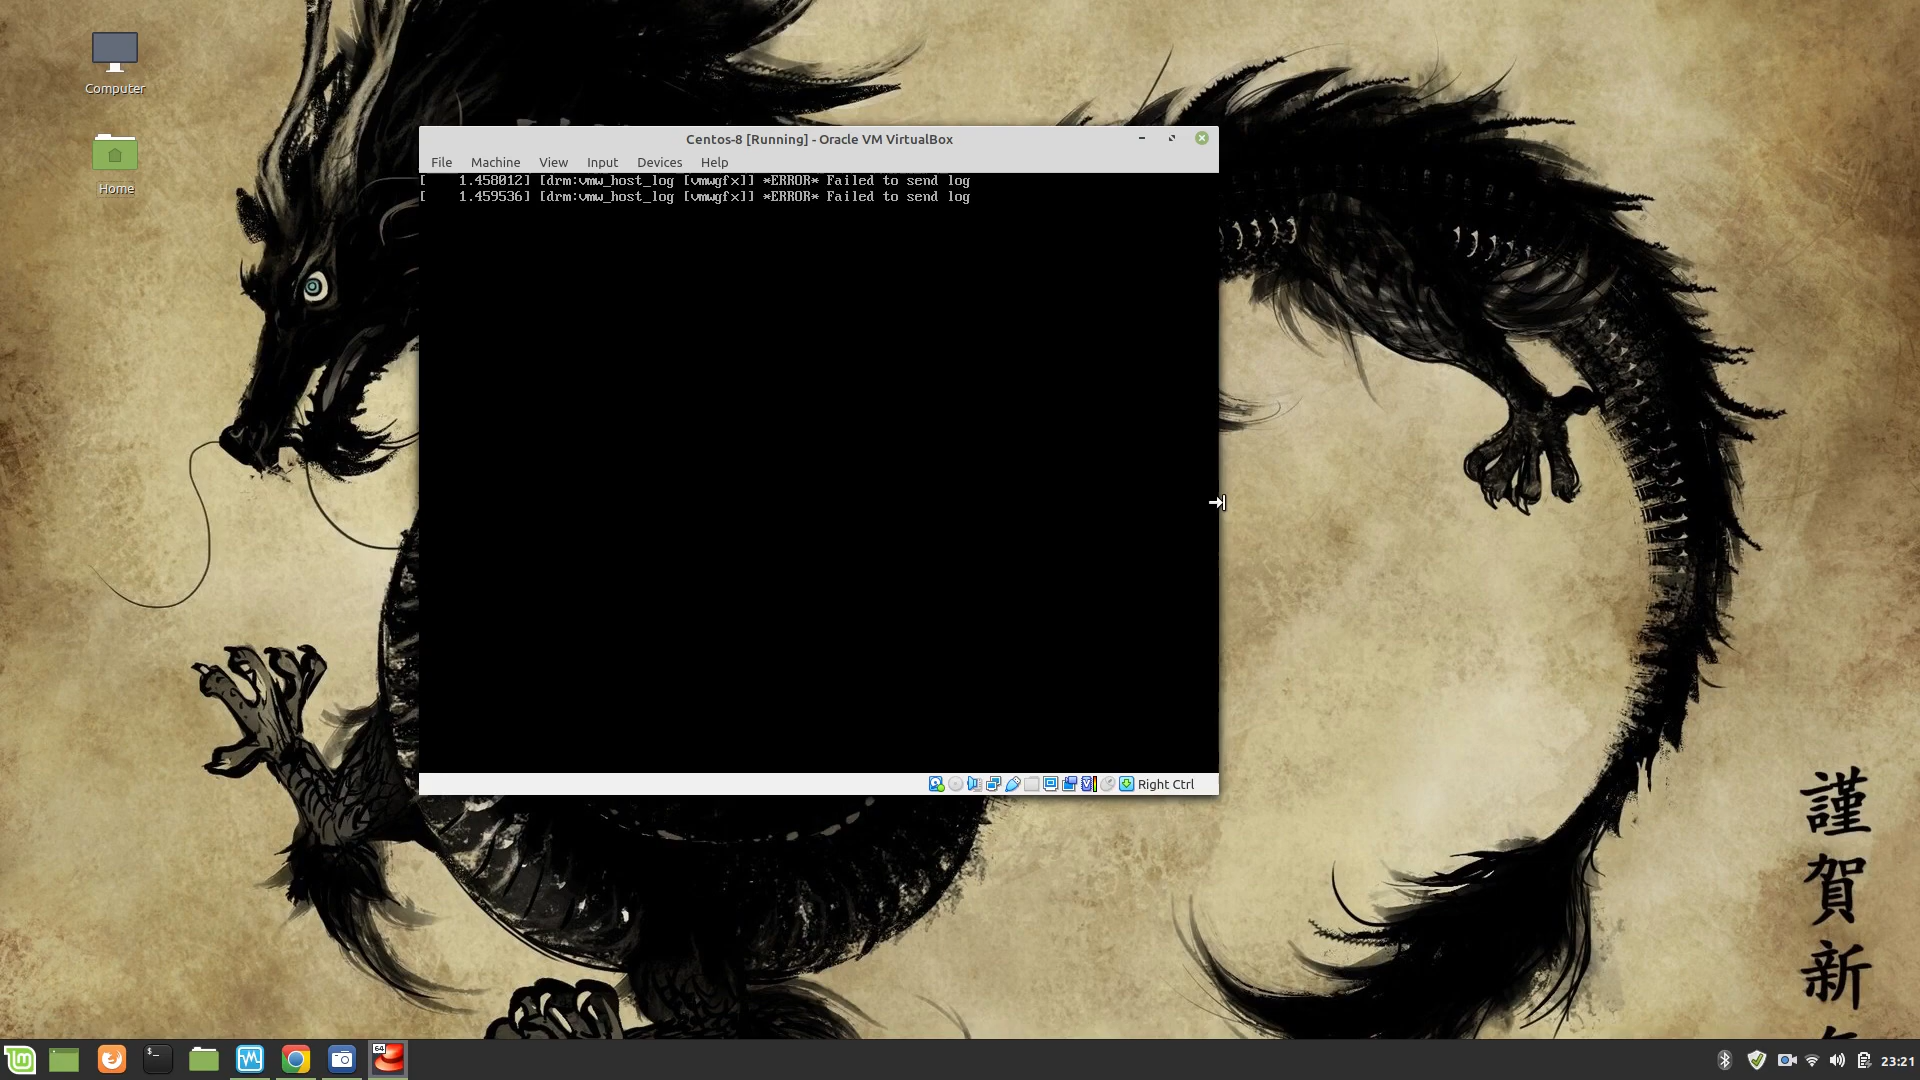 Computer
Home
Centos-8 [Running] - Oracle VM VirtualBox
File Machine View Input Devices Help
[    1.458012] [drm:vmw_host_log [vmwgfx]] *ERROR* Failed to send log
[    1.459536] [drm:vmw_host_log [vmwgfx]] *ERROR* Failed to send log
Right Ctrl
謹
賀
新
64
23:21